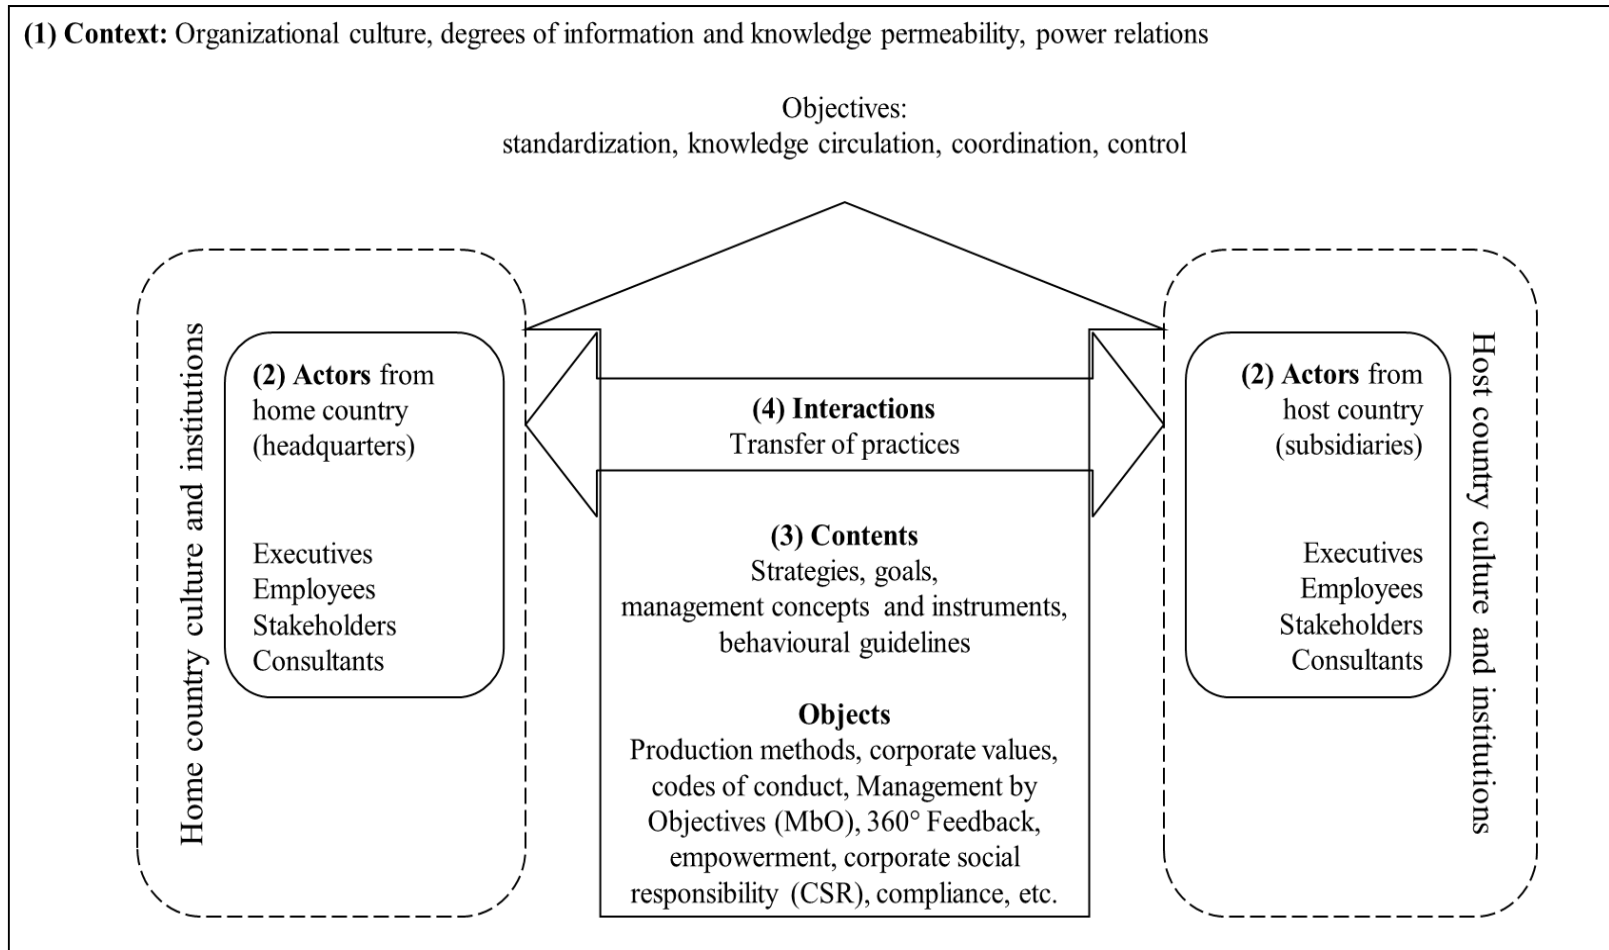 (1) Context: Organizational culture, degrees of information and knowledge permeability, power relations
Objectives:
standardization, knowledge circulation, coordination, control
Home country culture and institutions
(2) Actors from
home country
(headquarters)
Executives
Employees
Stakeholders
Consultants
(4) Interactions
Transfer of practices
(3) Contents
Strategies, goals,
management concepts and instruments,
behavioural guidelines
Objects
Production methods, corporate values,
codes of conduct, Management by
Objectives (MbO), 360° Feedback,
empowerment, corporate social
responsibility (CSR), compliance, etc.
(2) Actors from
host country
(subsidiaries)
Executives
Employees
Stakeholders
Consultants
Host country culture and institutions